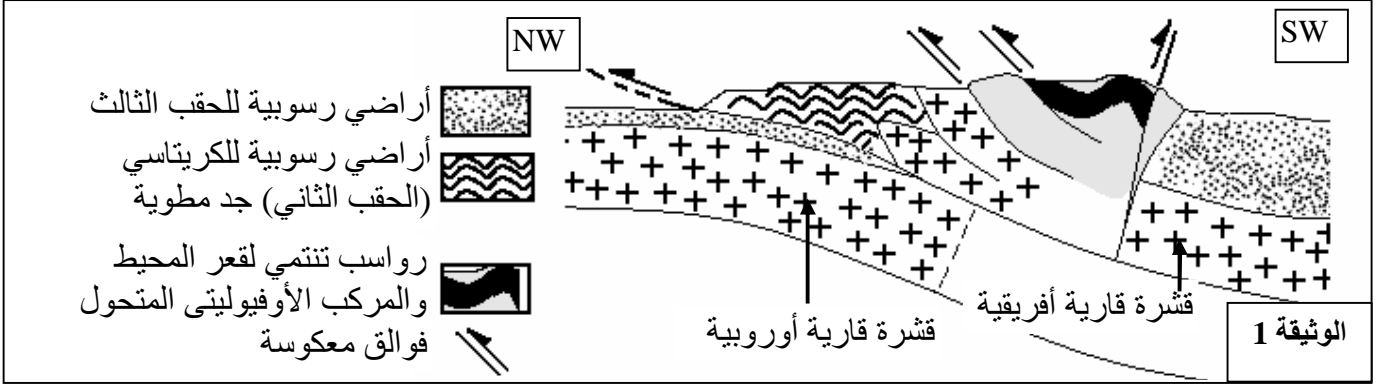 NW
SW
أراضي رسوبية للحقب الثالث
أراضي رسوبية للكريتاسي
(الحقب الثاني) جد مطوية
رواسب تنتمي لقعر المحيط
والمركب الأوفيوليتى المتحول
فوالق معكوسة
قشرة قارية أوروبية
قشرة قارية أفريقية
الوثيقة 1